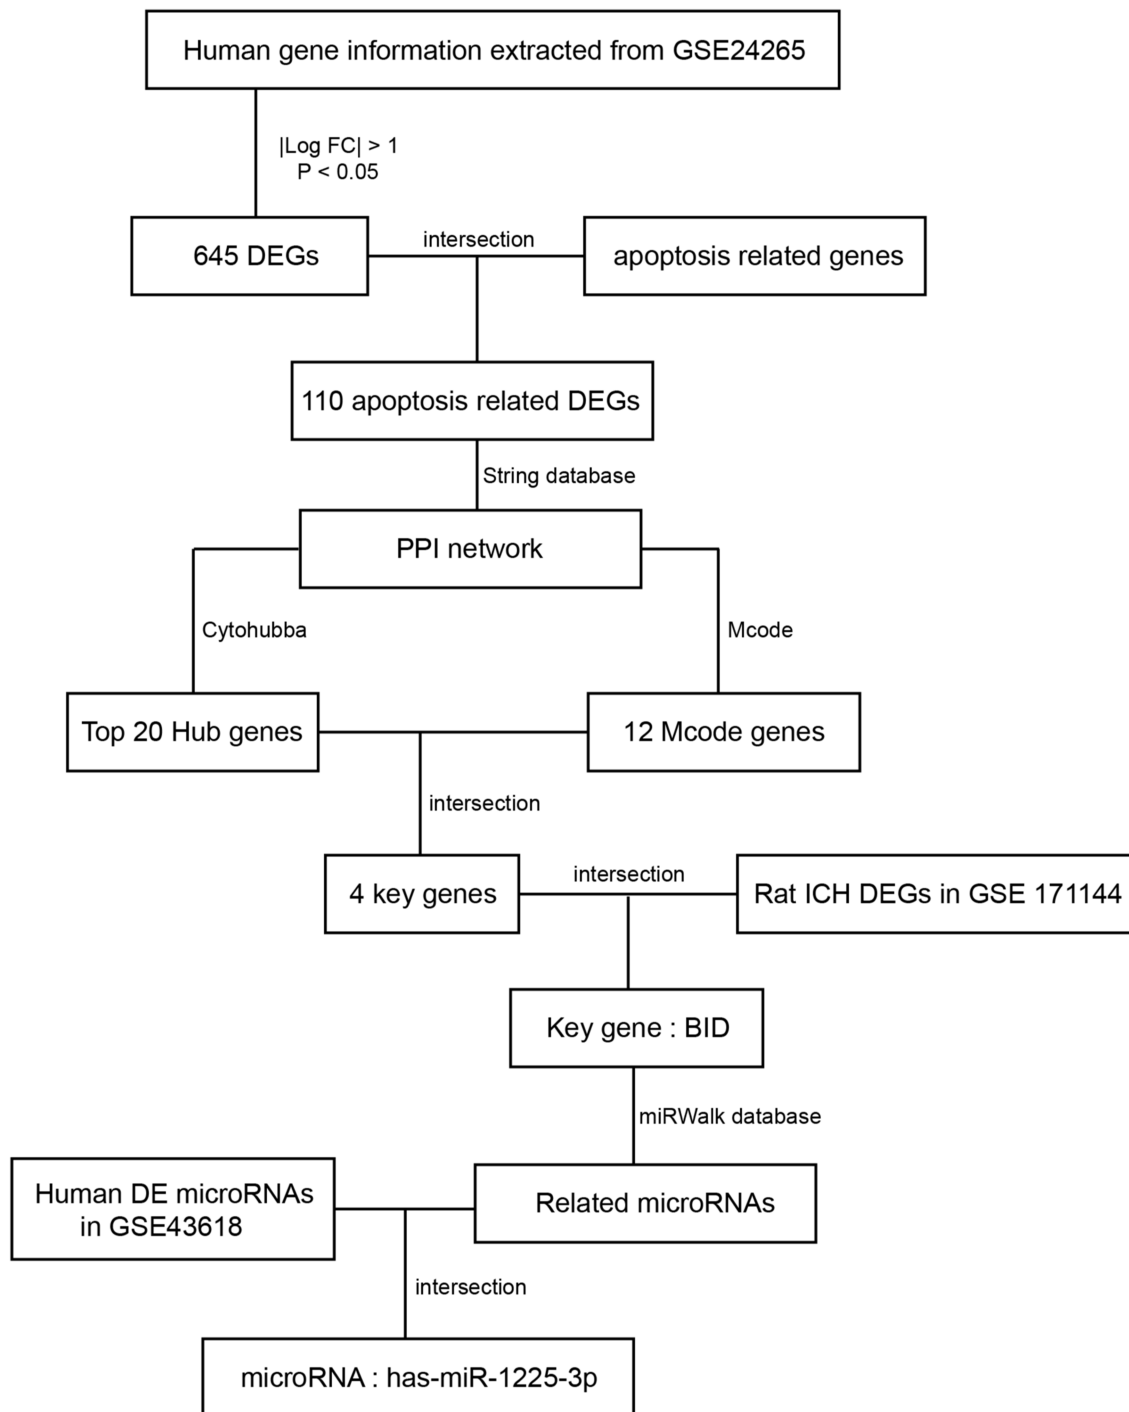 Human gene information extracted from GSE24265
|Log FC| > 1
P < 0.05
645 DEGs
intersection
apoptosis related genes
110 apoptosis related DEGs
String database
PPI network
Cytohubba
Mcode
Top 20 Hub genes
12 Mcode genes
intersection
4 key genes
intersection
Rat ICH DEGs in GSE 171144
Key gene : BID
miRWalk database
Human DE microRNAs
in GSE43618
Related microRNAs
intersection
microRNA : has-miR-1225-3p